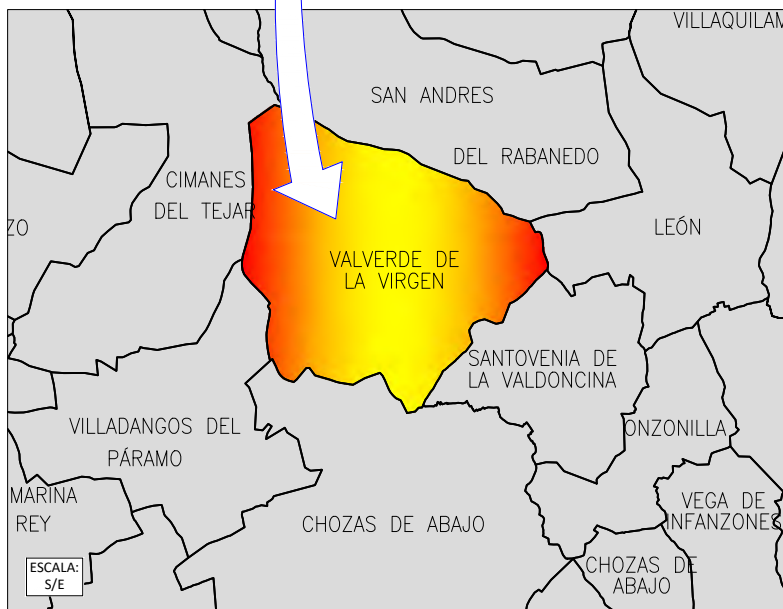 VILLAQUILAM
SAN ANDRES
DEL RABANEDO
CIMANES
DEL TEJAR
ZO
LEÓN
VALVERDE DE
LA VIRGEN
SANTOVENIA DE
LA VALDONCINA
VILLADANGOS DEL
PÁRAMO
ONZONILLA
MARINA
REY
CHOZAS DE ABAJO
VEGA DE
INFANZONES
ESCALA:
S/E
CHOZAS DE
ABAJO